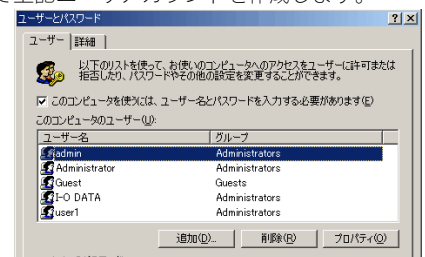 ユーザーとパスワード
ユーザー 詳細
以下のリストを使って、お使いのコンピュータへのアクセスをユーザーに許可または
拒否したり、パスワードやその他の設定を変更することができます。
このコンピュータを使うには、ユーザー名とパスワードを入力する必要があります(E)
このコンピュータのユーザー(U):
ユーザー名 グループ
admin Administrators
Administrator Administrators
Guest Guests
I-O DATA Administrators
user1 Administrators
追加(D)... 削除(R) プロパティ(O)